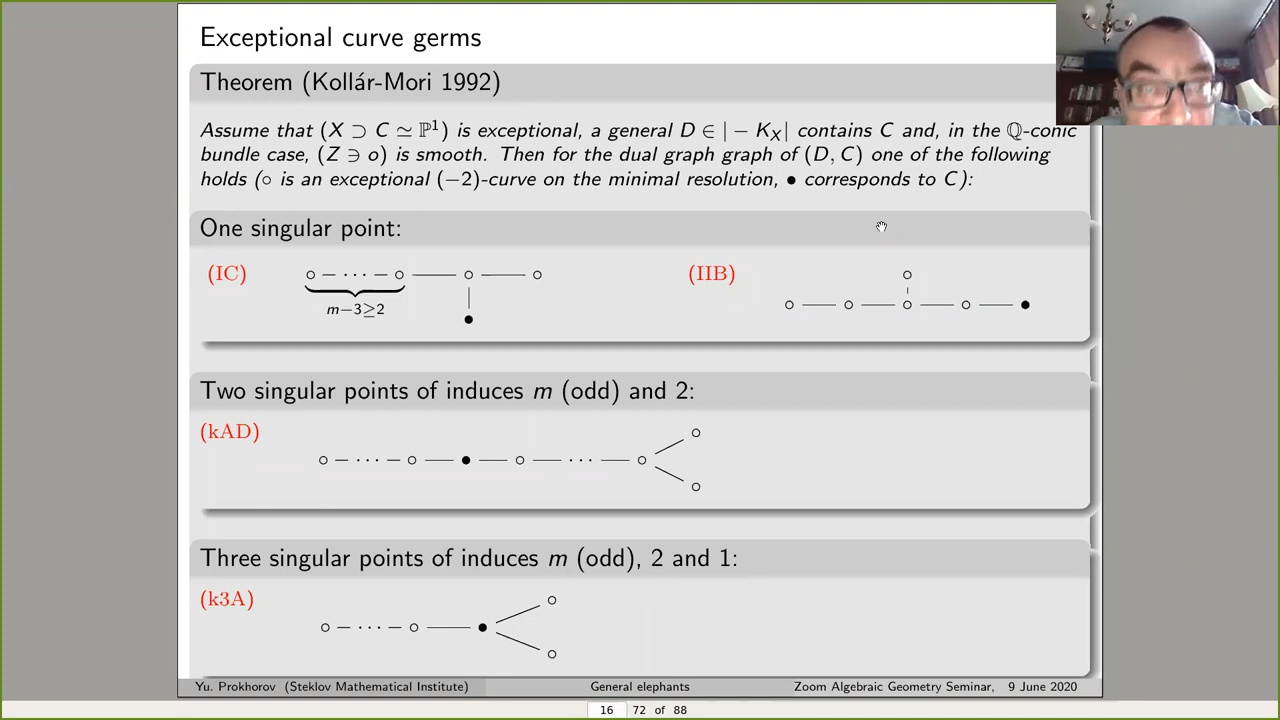 Exceptional curve germs
Theorem (Kollár-Mori 1992)
Assume that (X ⊃ C ≃ ℙ¹) is exceptional, a general D ∈ | − K_X| contains C and, in the ℚ-conic
bundle case, (Z ∋ o) is smooth. Then for the dual graph graph of (D, C) one of the following
holds (○ is an exceptional (−2)-curve on the minimal resolution, ● corresponds to C):
One singular point:
(IC)
m−3≥2
(IIB)
Two singular points of induces m (odd) and 2:
(kAD)
Three singular points of induces m (odd), 2 and 1:
(k3A)
Yu. Prokhorov (Steklov Mathematical Institute) General elephants Zoom Algebraic Geometry Seminar, 9 June 2020
16 72 of 88